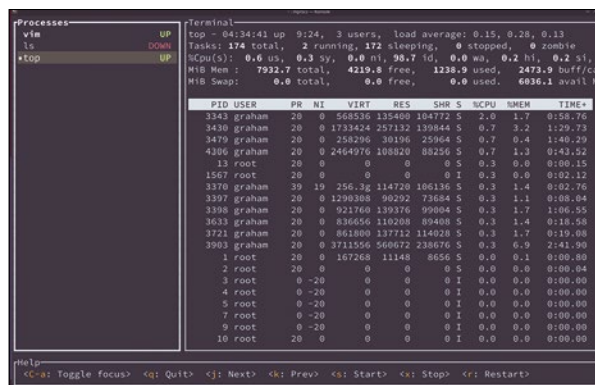 Processes
vim UP
ls DOWN
•top UP
Terminal
top - 04:34:41 up 9:24, 3 users, load average: 0.15, 0.28, 0.13
Tasks: 174 total, 2 running, 172 sleeping, 0 stopped, 0 zombie
%Cpu(s): 0.6 us, 0.3 sy, 0.0 ni, 98.7 id, 0.0 wa, 0.2 hi, 0.2 si,
MiB Mem : 7932.7 total, 4219.8 free, 1238.9 used, 2473.9 buff/c
MiB Swap: 0.0 total, 0.0 free, 0.0 used. 6036.1 avail
PID USER PR NI VIRT RES SHR S %CPU %MEM TIME+
3343 graham 20 0 568536 135400 104772 S 2.0 1.7 0:58.76
3430 graham 20 0 1733424 257132 139844 S 0.7 3.2 1:29.73
3479 graham 20 0 258296 30196 25964 S 0.7 0.4 1:40.29
4306 graham 20 0 2464976 108820 88256 S 0.7 1.3 0:43.52
13 root 20 0 0 0 0 S 0.3 0.0 0:00.15
1567 root 20 0 0 0 0 I 0.3 0.0 0:02.12
3370 graham 39 19 256.3g 114720 106136 S 0.3 1.4 0:02.76
3397 graham 20 0 1290308 90292 73684 S 0.3 1.1 0:08.04
3398 graham 20 0 921760 139376 99004 S 0.3 1.7 1:06.55
3633 graham 20 0 836656 110208 89408 S 0.3 1.4 0:18.58
3721 graham 20 0 861800 137712 114028 S 0.3 1.7 0:19.08
3903 graham 20 0 3711556 560672 238676 S 0.3 6.9 2:41.90
1 root 20 0 167268 11148 8656 S 0.0 0.1 0:00.80
2 root 20 0 0 0 0 S 0.0 0.0 0:00.04
3 root 0 -20 0 0 0 I 0.0 0.0 0:00.00
4 root 0 -20 0 0 0 I 0.0 0.0 0:00.00
5 root 0 -20 0 0 0 I 0.0 0.0 0:00.00
7 root 0 -20 0 0 0 I 0.0 0.0 0:00.00
9 root 0 -20 0 0 0 I 0.0 0.0 0:00.00
10 root 20 0 0 0 0 I 0.0 0.0 0:00.00
Help
<C-a: Toggle focus> <q: Quit> <j: Next> <k: Prev> <s: Start> <x: Stop> <r: Restart>